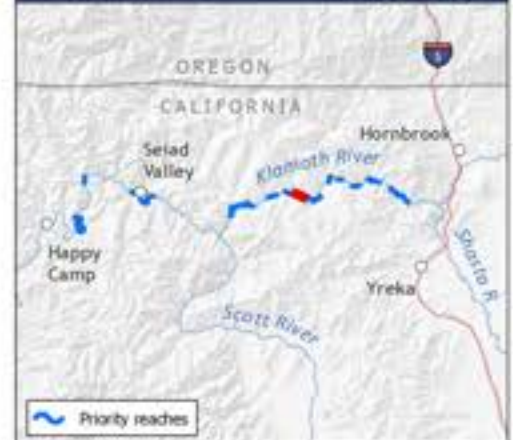 5
OREGON
CALIFORNIA
Hornbrook
Seiad
Valley
Klamath River
Happy
Camp
Shasta R
Yreka
Scott River
Priority reaches